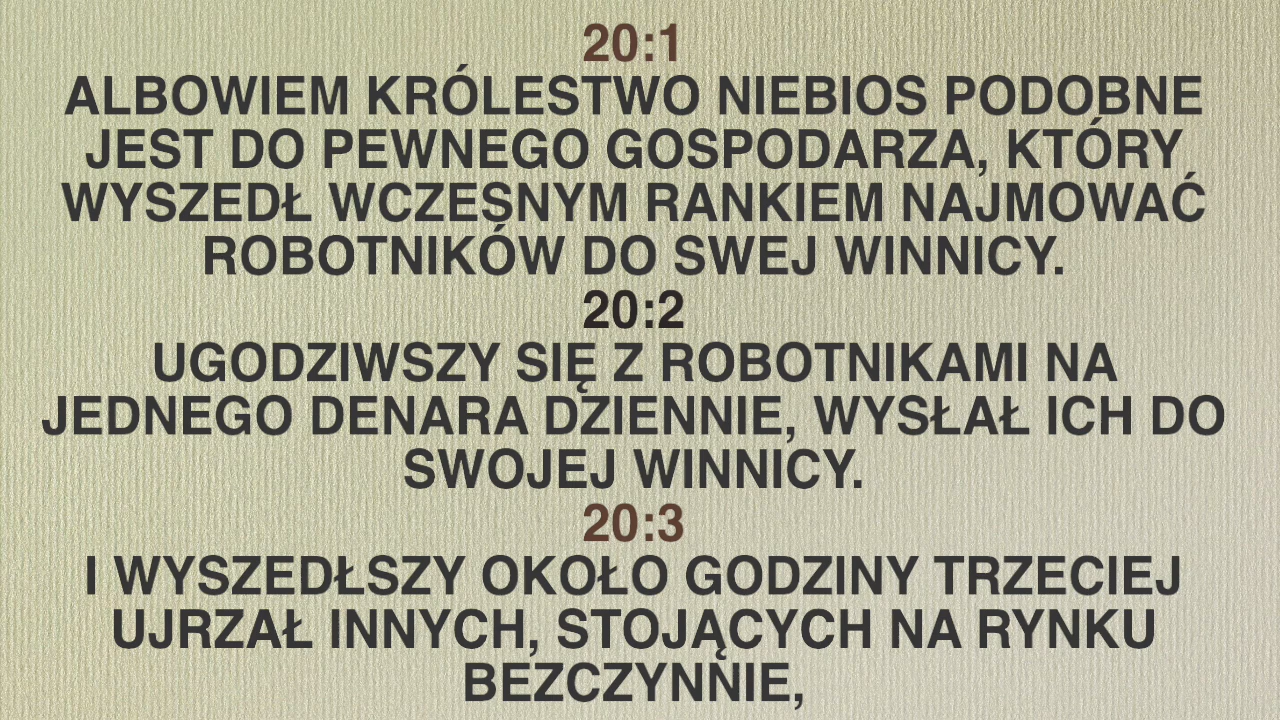 20:1
ALBOWIEM KRÓLESTWO NIEBIOS PODOBNE
JEST DO PEWNEGO GOSPODARZA, KTÓRY
WYSZEDŁ WCZESNYM RANKIEM NAJMOWAĆ
ROBOTNIKÓW DO SWEJ WINNICY.
20:2
UGODZIWSZY SIĘ Z ROBOTNIKAMI NA
JEDNEGO DENARA DZIENNIE, WYSŁAŁ ICH DO
SWOJEJ WINNICY.
20:3
I WYSZEDŁSZY OKOŁO GODZINY TRZECIEJ
UJRZAŁ INNYCH, STOJĄCYCH NA RYNKU
BEZCZYNNIE,